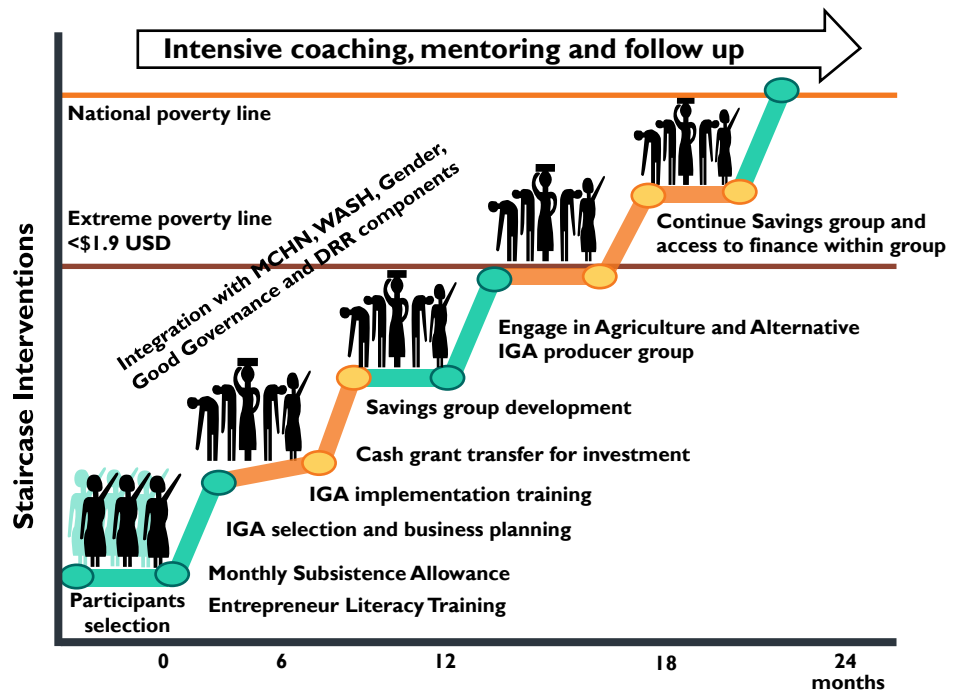 Intensive coaching, mentoring and follow up
National poverty line
Extreme poverty line
<$1.9 USD
Integration with MCHN, WASH, Gender,
Good Governance and DRR components
Continue Savings group and
access to finance within group
Engage in Agriculture and Alternative
IGA producer group
Savings group development
Cash grant transfer for investment
IGA implementation training
IGA selection and business planning
Monthly Subsistence Allowance
Entrepreneur Literacy Training
Participants
selection
Staircase Interventions
0 6 12 18 24
months